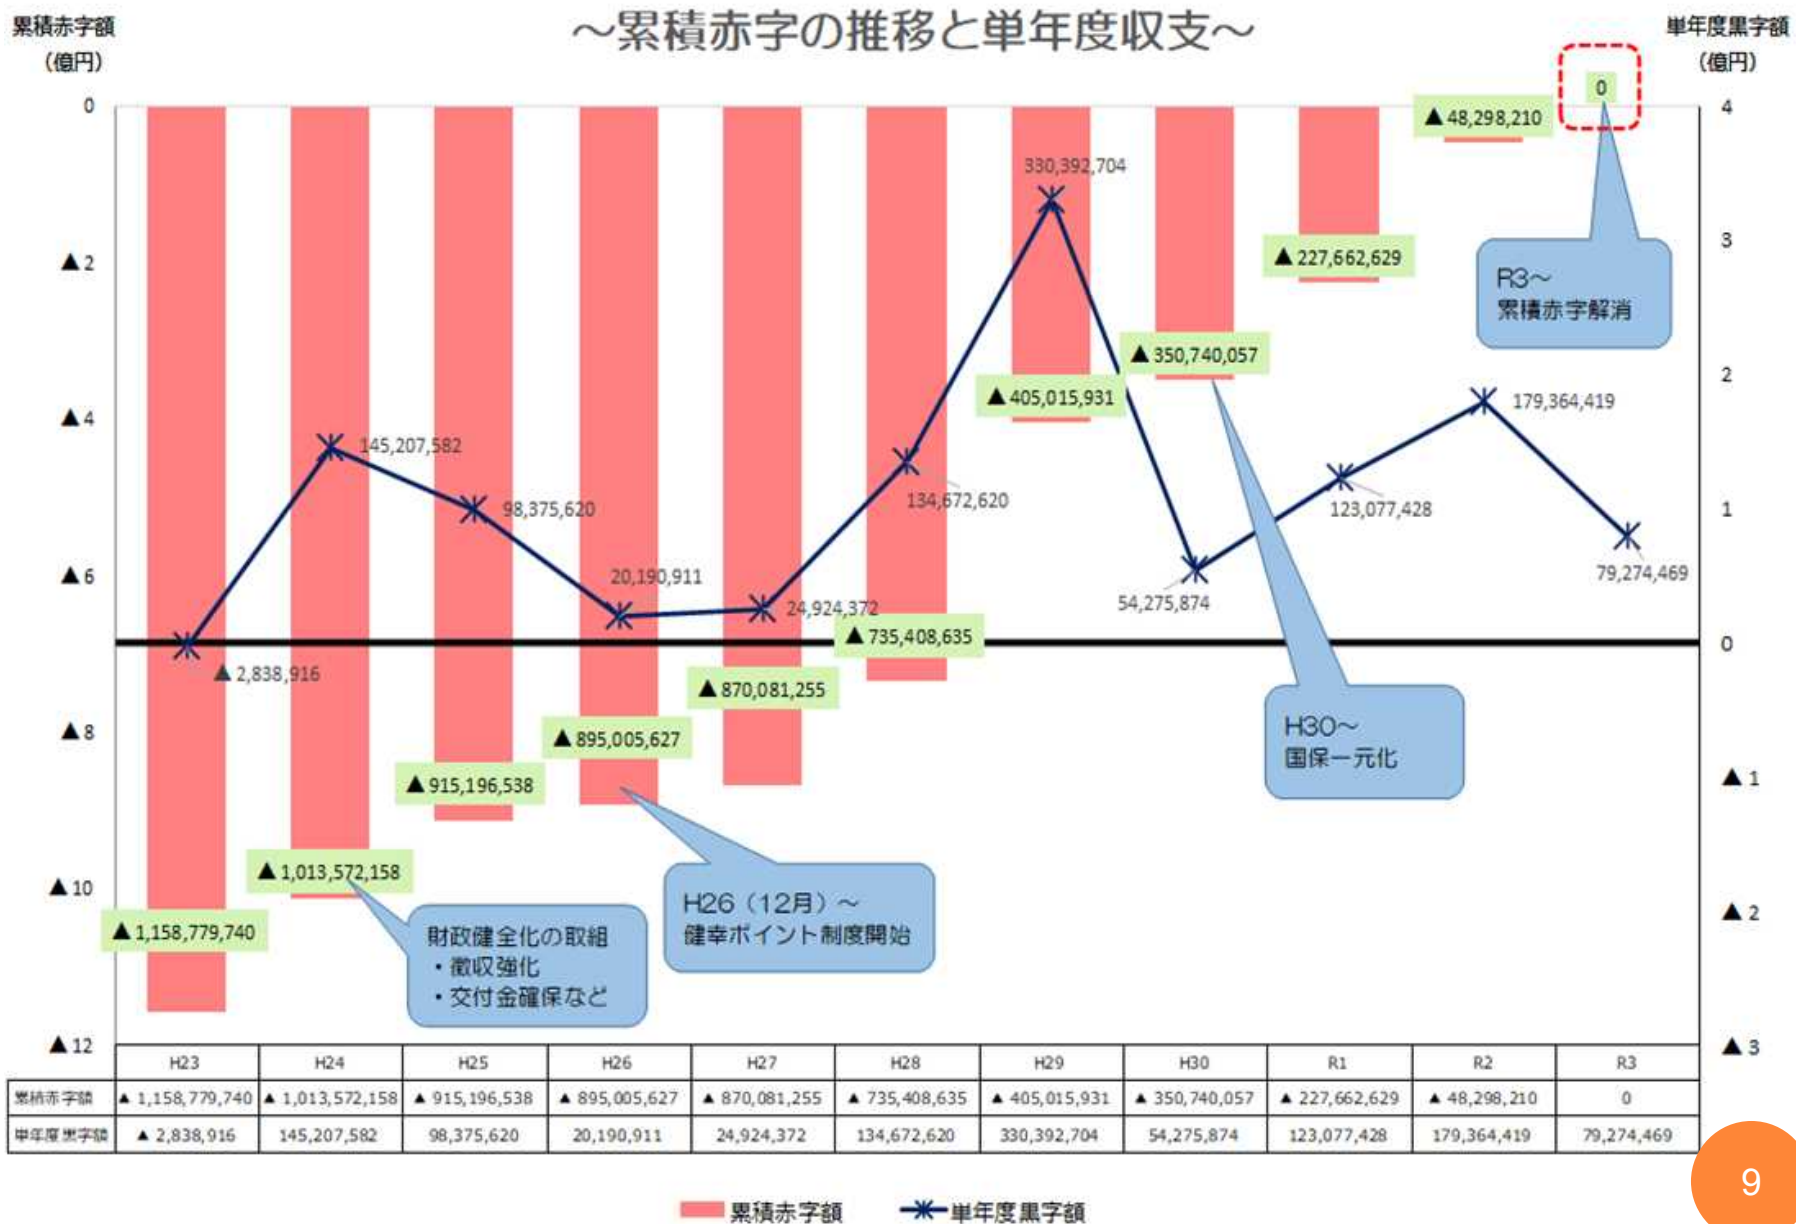 ～累積赤字の推移と単年度収支～
累積赤字額
（億円）
単年度黒字額
（億円）
0
▲2
▲4
▲6
▲8
▲10
▲12
4
3
2
1
0
▲1
▲2
▲3
▲1,158,779,740
▲1,013,572,158
▲915,196,538
▲895,005,627
▲870,081,255
▲735,408,635
▲405,015,931
▲350,740,057
▲227,662,629
▲48,298,210
0
▲2,838,916
145,207,582
98,375,620
20,190,911
24,924,372
134,672,620
330,392,704
54,275,874
123,077,428
179,364,419
79,274,469
財政健全化の取組
・徴収強化
・交付金確保など
H26（12月）～
健幸ポイント制度開始
H30～
国保一元化
R3～
累積赤字解消
H23 H24 H25 H26 H27 H28 H29 H30 R1 R2 R3
累積赤字額 ▲1,158,779,740 ▲1,013,572,158 ▲915,196,538 ▲895,005,627 ▲870,081,255 ▲735,408,635 ▲405,015,931 ▲350,740,057 ▲227,662,629 ▲48,298,210 0
単年度黒字額 ▲2,838,916 145,207,582 98,375,620 20,190,911 24,924,372 134,672,620 330,392,704 54,275,874 123,077,428 179,364,419 79,274,469
累積赤字額 単年度黒字額
9